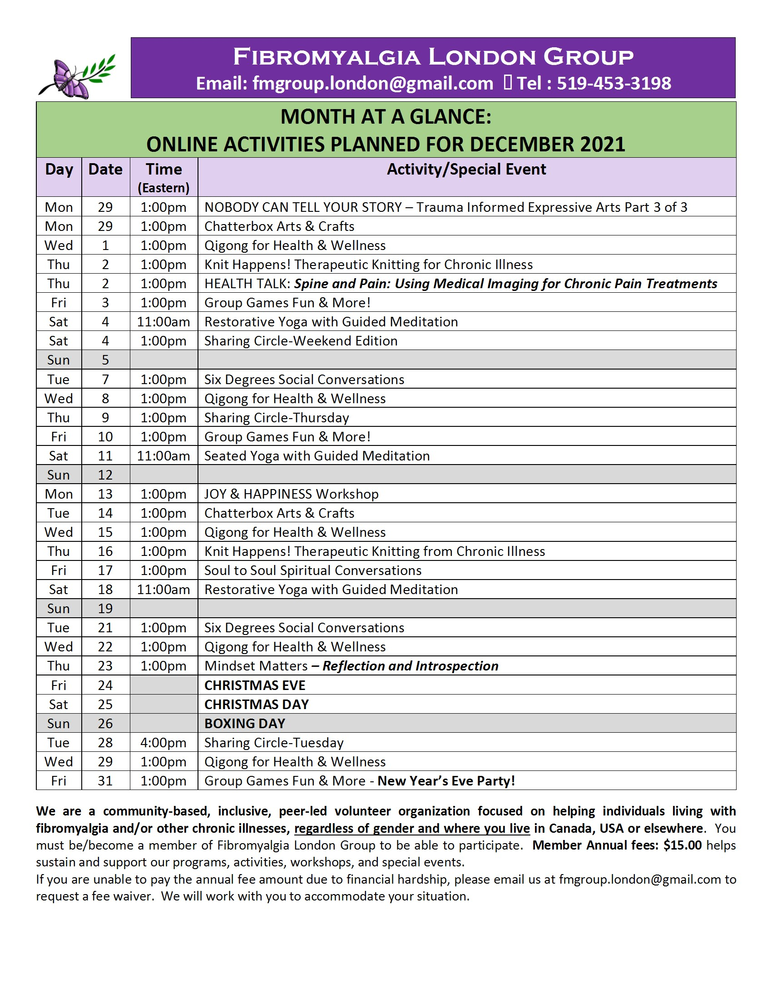 FIBROMYALGIA LONDON GROUP
Email: fmgroup.london@gmail.com Tel : 519-453-3198
MONTH AT A GLANCE:
ONLINE ACTIVITIES PLANNED FOR DECEMBER 2021
Day Date Time Activity/Special Event
(Eastern)
Mon 29 1:00pm NOBODY CAN TELL YOUR STORY – Trauma Informed Expressive Arts Part 3 of 3
Mon 29 1:00pm Chatterbox Arts & Crafts
Wed 1 1:00pm Qigong for Health & Wellness
Thu 2 1:00pm Knit Happens! Therapeutic Knitting for Chronic Illness
Thu 2 1:00pm HEALTH TALK: Spine and Pain: Using Medical Imaging for Chronic Pain Treatments
Fri 3 1:00pm Group Games Fun & More!
Sat 4 11:00am Restorative Yoga with Guided Meditation
Sat 4 1:00pm Sharing Circle-Weekend Edition
Sun 5
Tue 7 1:00pm Six Degrees Social Conversations
Wed 8 1:00pm Qigong for Health & Wellness
Thu 9 1:00pm Sharing Circle-Thursday
Fri 10 1:00pm Group Games Fun & More!
Sat 11 11:00am Seated Yoga with Guided Meditation
Sun 12
Mon 13 1:00pm JOY & HAPPINESS Workshop
Tue 14 1:00pm Chatterbox Arts & Crafts
Wed 15 1:00pm Qigong for Health & Wellness
Thu 16 1:00pm Knit Happens! Therapeutic Knitting from Chronic Illness
Fri 17 1:00pm Soul to Soul Spiritual Conversations
Sat 18 11:00am Restorative Yoga with Guided Meditation
Sun 19
Tue 21 1:00pm Six Degrees Social Conversations
Wed 22 1:00pm Qigong for Health & Wellness
Thu 23 1:00pm Mindset Matters – Reflection and Introspection
Fri 24 CHRISTMAS EVE
Sat 25 CHRISTMAS DAY
Sun 26 BOXING DAY
Tue 28 4:00pm Sharing Circle-Tuesday
Wed 29 1:00pm Qigong for Health & Wellness
Fri 31 1:00pm Group Games Fun & More - New Year’s Eve Party!
We are a community-based, inclusive, peer-led volunteer organization focused on helping individuals living with
fibromyalgia and/or other chronic illnesses, regardless of gender and where you live in Canada, USA or elsewhere. You
must be/become a member of Fibromyalgia London Group to be able to participate. Member Annual fees: $15.00 helps
sustain and support our programs, activities, workshops, and special events.
If you are unable to pay the annual fee amount due to financial hardship, please email us at fmgroup.london@gmail.com to
request a fee waiver. We will work with you to accommodate your situation.